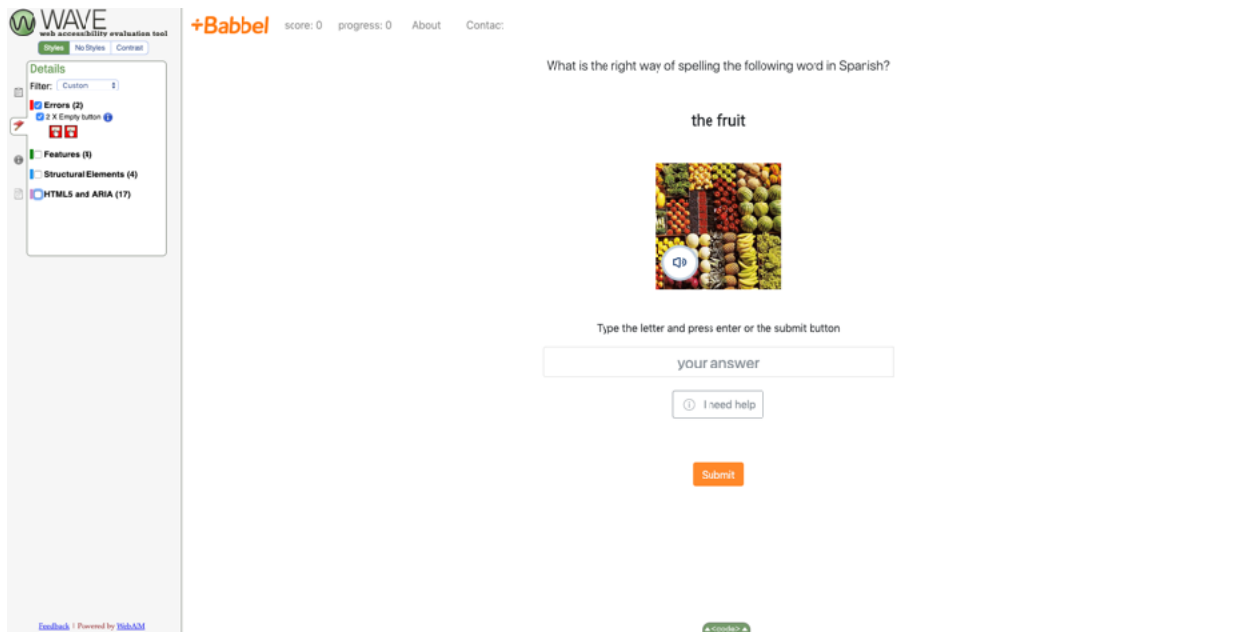 WAVE
web accessibility evaluation tool
Styles No Styles Contrast
Details
Filter: Custom
Errors (2)
2 X Empty button
Features
Structural Elements (4)
HTML5 and ARIA (17)
Feedback | Powered by WebAIM
+Babbel score: 0 progress: 0 About Contact
What is the right way of spelling the following word in Spanish?
the fruit
Type the letter and press enter or the submit button
your answer
I need help
Submit
<code>